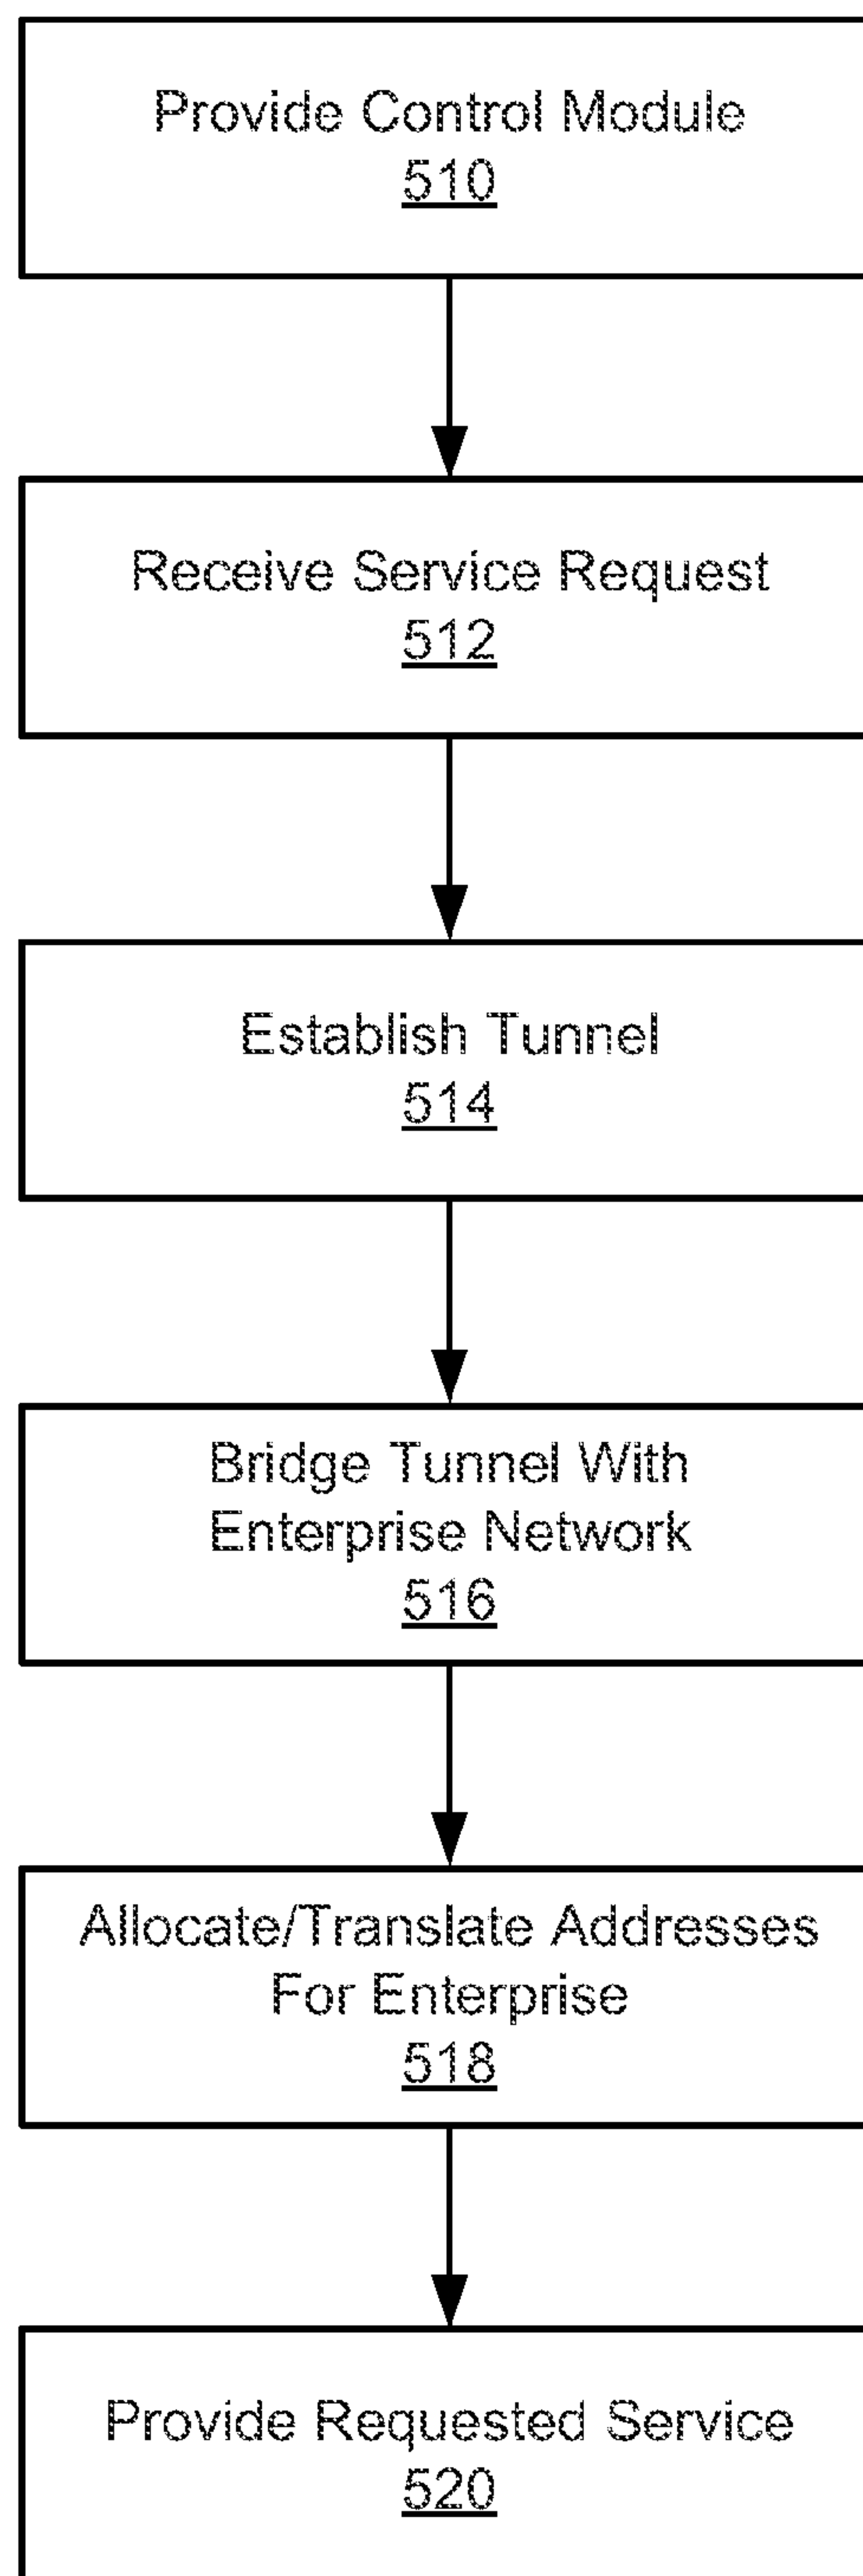 Provide Control Module
510
Receive Service Request
512
Establish Tunnel
514
Bridge Tunnel With
Enterprise Network
516
Allocate/Translate Addresses
For Enterprise
518
Provide Requested Service
520